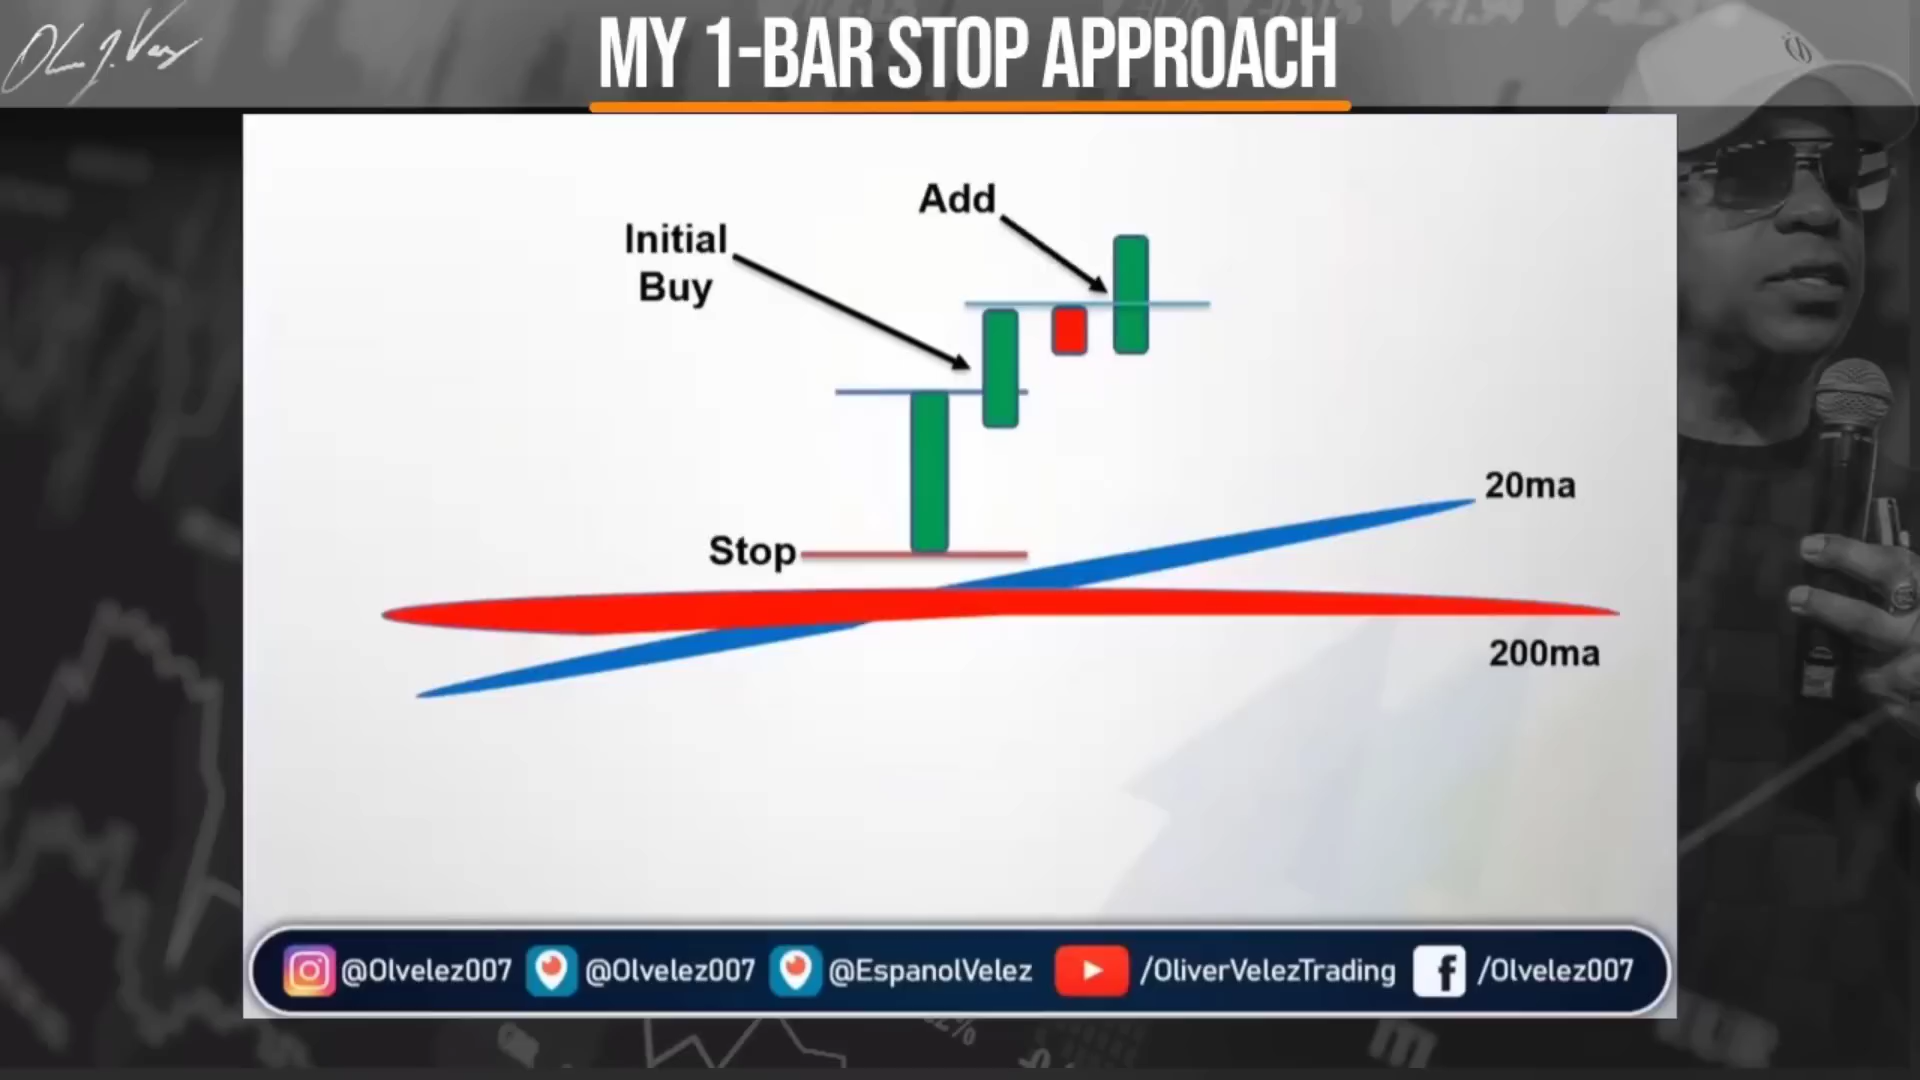 MY 1-BAR STOP APPROACH
Add
Initial
Buy
20ma
Stop
200ma
@Olvelez007 @Olvelez007 @EspanolVelez /OliverVelezTrading /Olvelez007